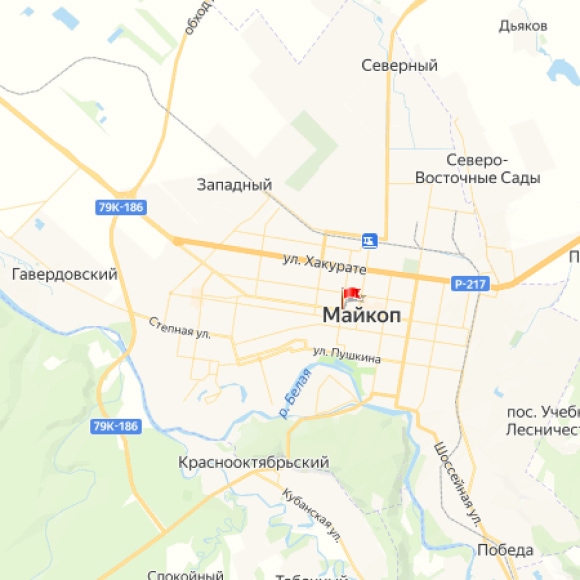 обход
Дьяков
Северный
Северо-
Восточные Сады
Западный
79К-186
ул. Хакурате
Гавердовский
Р-217
Майкоп
Степная ул.
ул. Пушкина
р. Белая
79К-186
пос. Учебн
Лесничест
Краснооктябрьский
Шоссейная ул.
Кубанская ул.
Победа
Спокойный